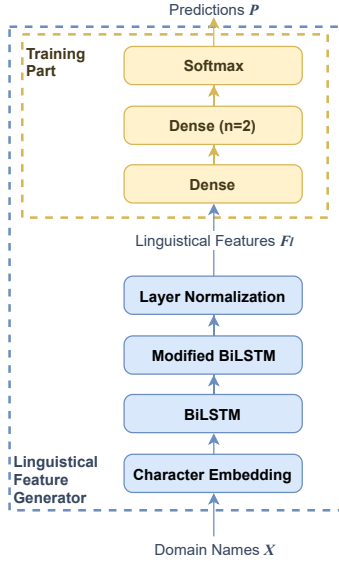 Predictions P
Training
Part
Softmax
Dense (n=2)
Dense
Linguistical Features Fl
Layer Normalization
Modified BiLSTM
BiLSTM
Linguistical
Feature
Generator
Character Embedding
Domain Names X